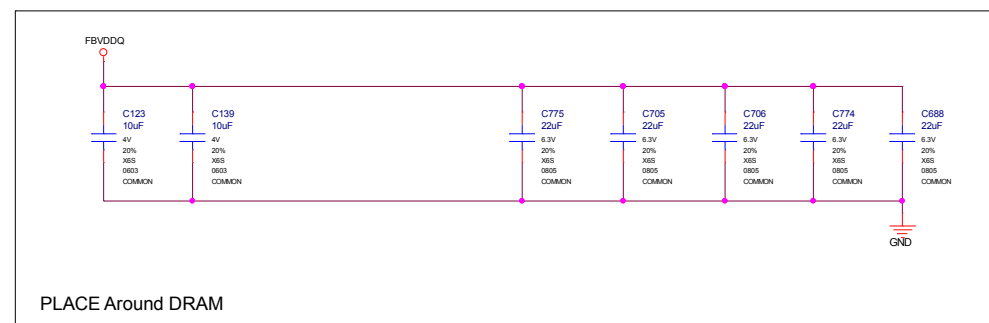 FBVDDQ
C123
10uF
4V
20%
X6S
0603
COMMON
C139
10uF
4V
20%
X6S
0603
COMMON
C775
22uF
6.3V
20%
X6S
0805
COMMON
C705
22uF
6.3V
20%
X6S
0805
COMMON
C706
22uF
6.3V
20%
X6S
0805
COMMON
C774
22uF
6.3V
20%
X6S
0805
COMMON
C688
22uF
6.3V
20%
X6S
0805
COMMON
GND
PLACE Around DRAM